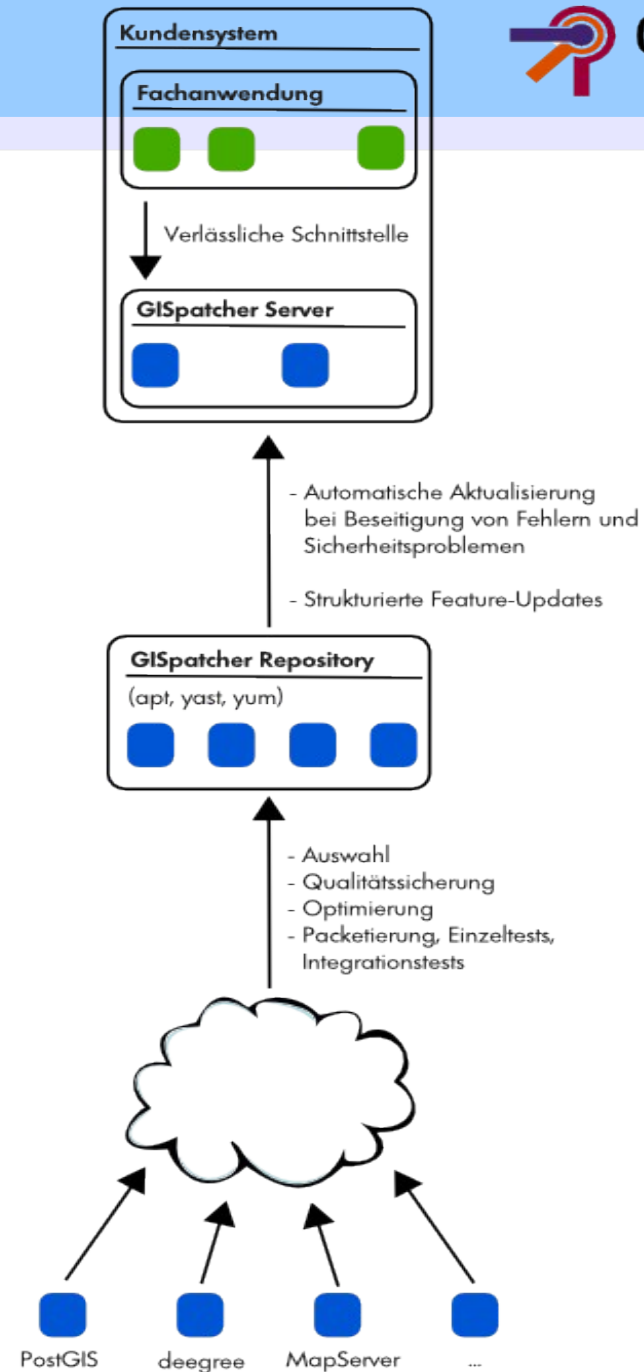 Kundensystem
Fachanwendung
Verlässliche Schnittstelle
GISpatcher Server
- Automatische Aktualisierung
bei Beseitigung von Fehlern und
Sicherheitsproblemen
- Strukturierte Feature-Updates
GISpatcher Repository
(apt, yast, yum)
- Auswahl
- Qualitätssicherung
- Optimierung
- Packetierung, Einzeltests,
Integrationstests
PostGIS deegree MapServer ...